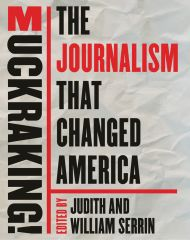 MUCKRAKING!
THE
JOURNALISM
THAT
CHANGED
AMERICA
EDITED BY
JUDITH AND
WILLIAM SERRIN